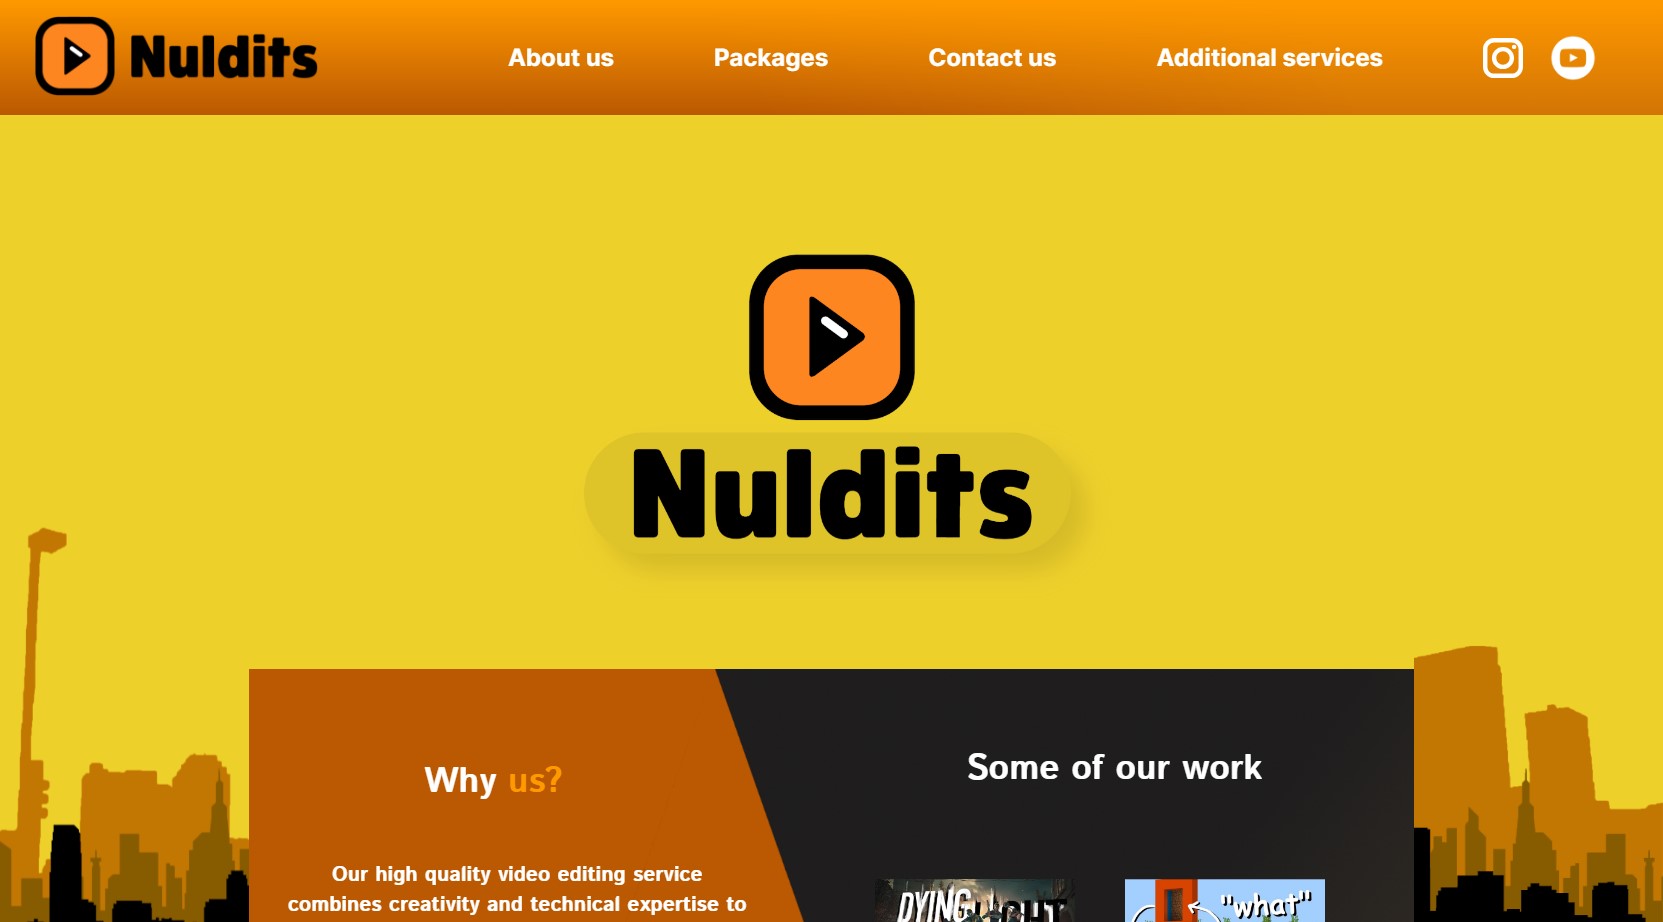 Nuldits
About us
Packages
Contact us
Additional services
Nuldits
Why us?
Some of our work
Our high quality video editing service
combines creativity and technical expertise to
DYING
"what"